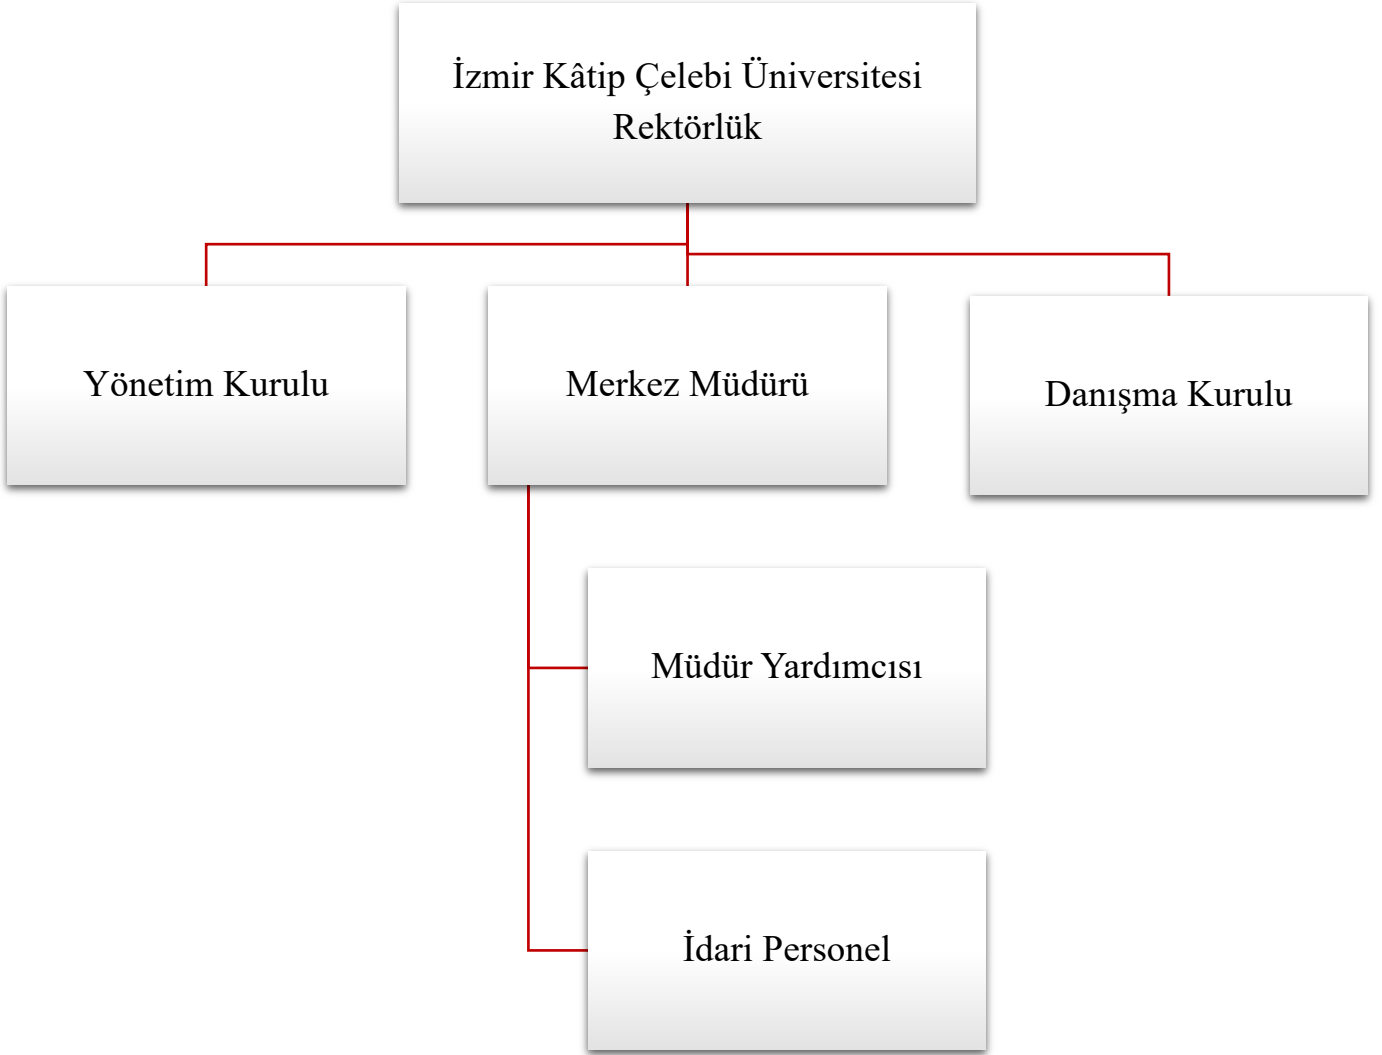 İzmir Kâtip Çelebi Üniversitesi
Rektörlük
Yönetim Kurulu
Merkez Müdürü
Danışma Kurulu
Müdür Yardımcısı
İdari Personel